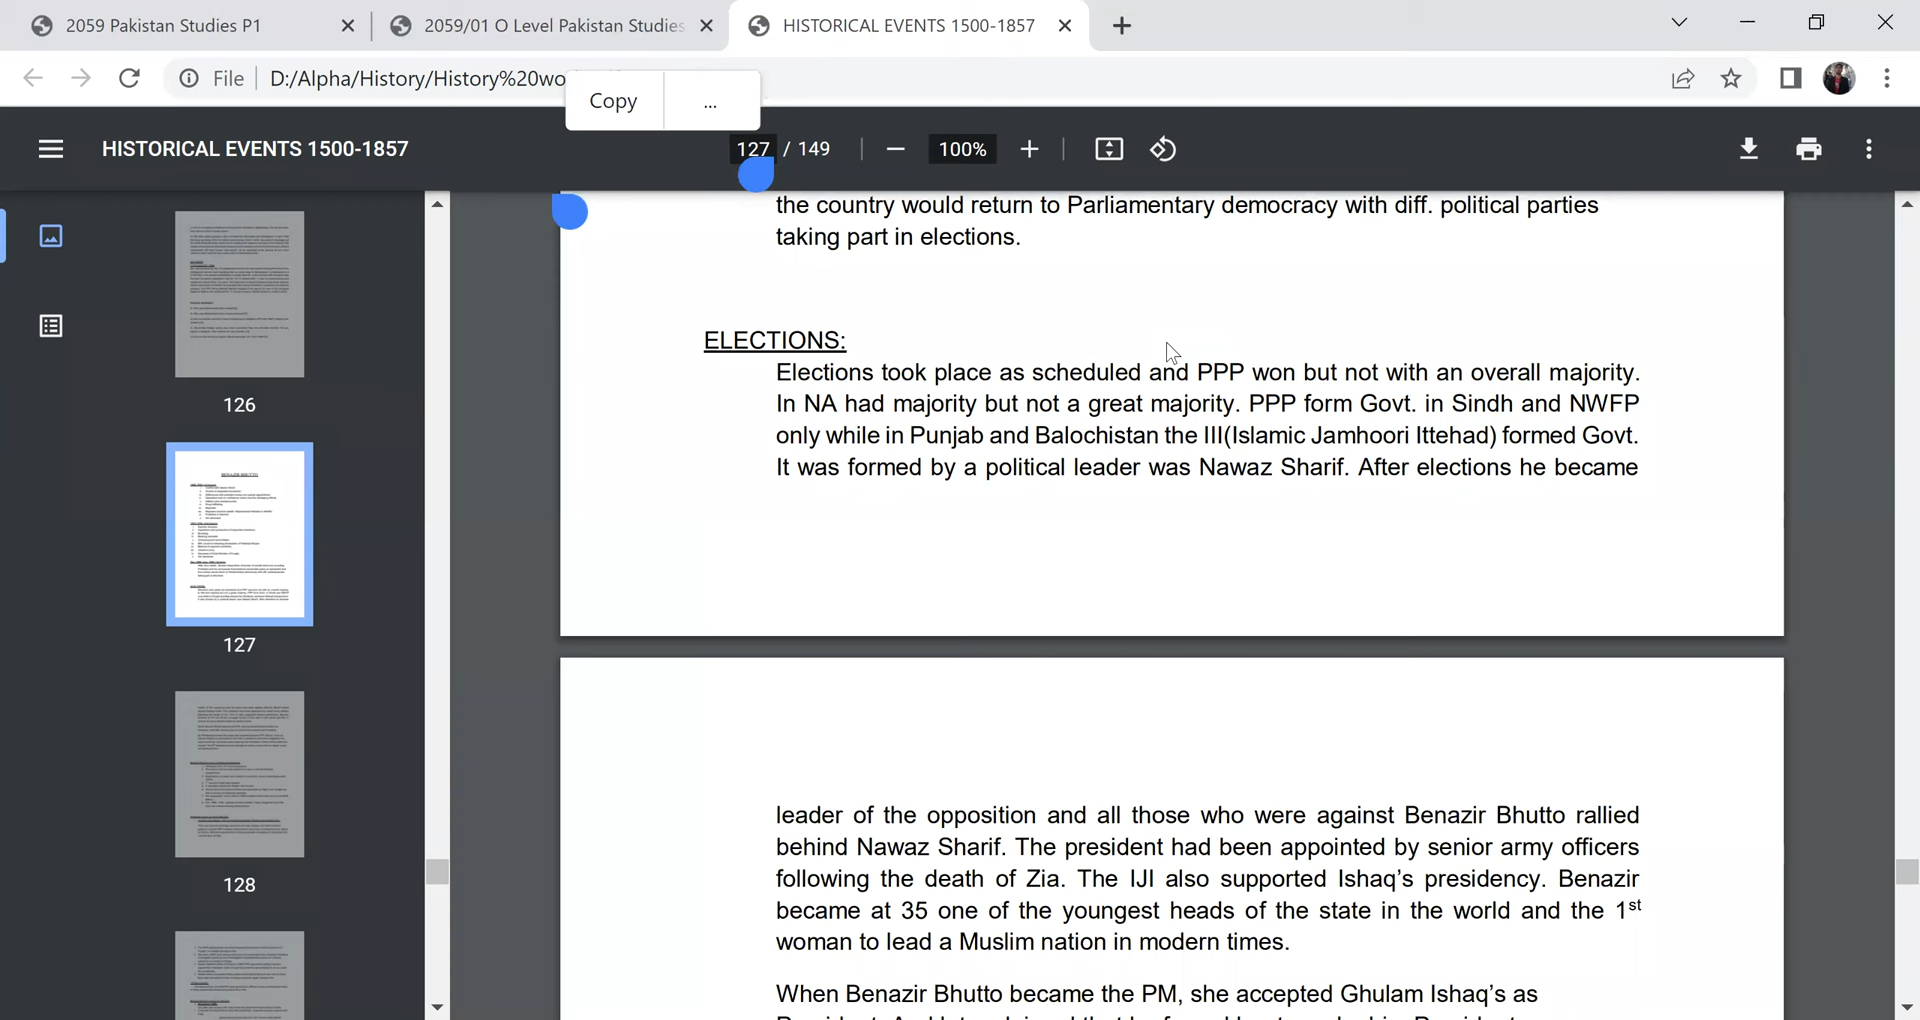 2059 Pakistan Studies P1
2059/01 O Level Pakistan Studies
HISTORICAL EVENTS 1500-1857
File
D:/Alpha/History/History%20wo
Copy
...
HISTORICAL EVENTS 1500-1857
127 / 149
100%
the country would return to Parliamentary democracy with diff. political parties
taking part in elections.
ELECTIONS:
Elections took place as scheduled and PPP won but not with an overall majority.
In NA had majority but not a great majority. PPP form Govt. in Sindh and NWFP
only while in Punjab and Balochistan the III(Islamic Jamhoori Ittehad) formed Govt.
It was formed by a political leader was Nawaz Sharif. After elections he became
126
127
128
leader of the opposition and all those who were against Benazir Bhutto rallied
behind Nawaz Sharif. The president had been appointed by senior army officers
following the death of Zia. The IJI also supported Ishaq's presidency. Benazir
became at 35 one of the youngest heads of the state in the world and the 1st
woman to lead a Muslim nation in modern times.
When Benazir Bhutto became the PM, she accepted Ghulam Ishaq's as